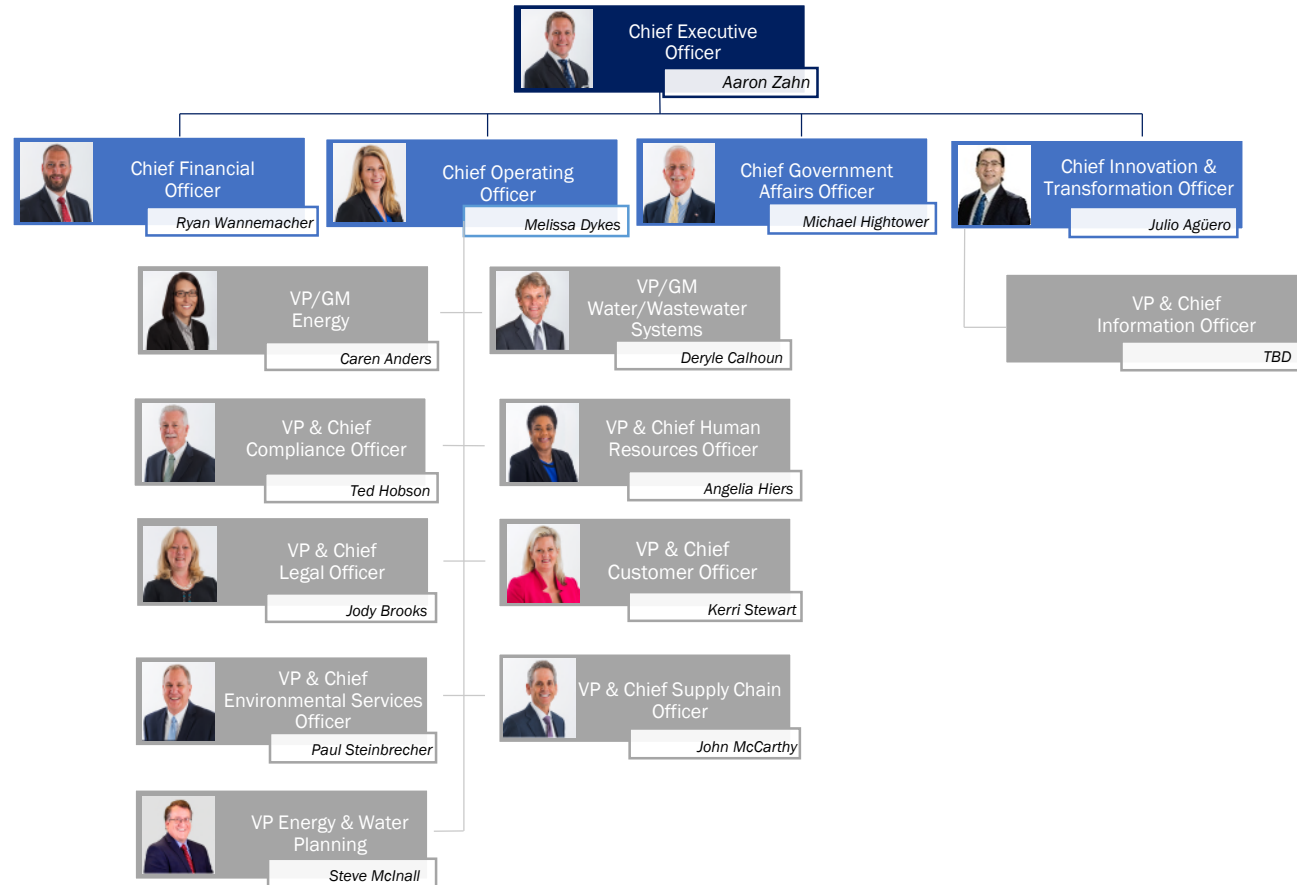 Chief Executive
Officer
Aaron Zahn
Chief Financial
Officer
Ryan Wannemacher
Chief Operating
Officer
Melissa Dykes
Chief Government
Affairs Officer
Michael Hightower
Chief Innovation &
Transformation Officer
Julio Agüero
VP/GM
Energy
Caren Anders
VP/GM
Water/Wastewater
Systems
Deryle Calhoun
VP & Chief
Information Officer
TBD
VP & Chief
Compliance Officer
Ted Hobson
VP & Chief Human
Resources Officer
Angelia Hiers
VP & Chief
Legal Officer
Jody Brooks
VP & Chief
Customer Officer
Kerri Stewart
VP & Chief
Environmental Services
Officer
Paul Steinbrecher
VP & Chief Supply Chain
Officer
John McCarthy
VP Energy & Water
Planning
Steve McInall